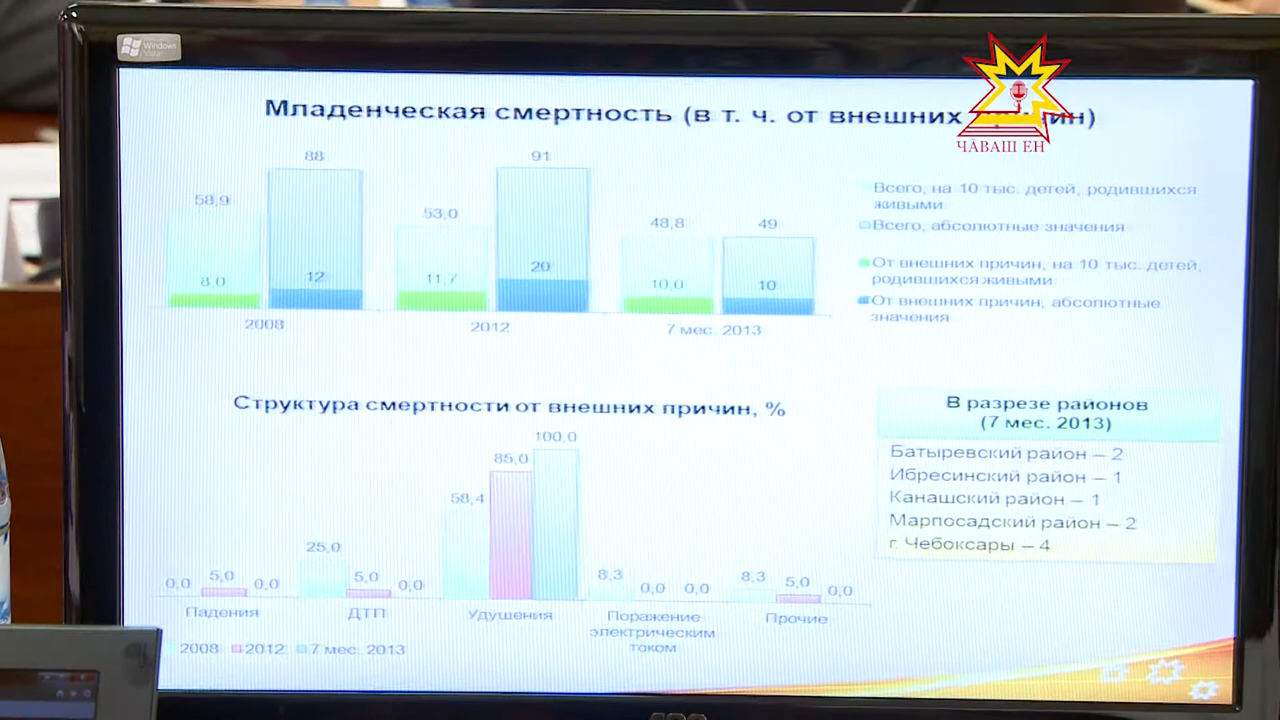 Windows
ЧӐВАШ ЕН
Младенческая смертность (в т. ч. от внешних
58,9
88
53,0
91
48,8
49
8,0
12
11,7
20
10,0
10
2008
2012
7 мес. 2013
Всего, на 10 тыс. детей, родившихся
живыми
Всего, абсолютные значения
От внешних причин, на 10 тыс. детей,
родившихся живыми
От внешних причин, абсолютные
значения
Структура смертности от внешних причин, %
0,0
5,0
0,0
25,0
5,0
0,0
58,4
85,0
100,0
8,3
0,0
0,0
8,3
5,0
0,0
Падения
ДТП
Удушения
Поражение
электрическим
током
Прочие
2008
2012
7 мес. 2013
В разрезе районов
(7 мес. 2013)
Батыревский район – 2
Ибресинский район – 1
Канашский район – 1
Марпосадский район – 2
г. Чебоксары – 4